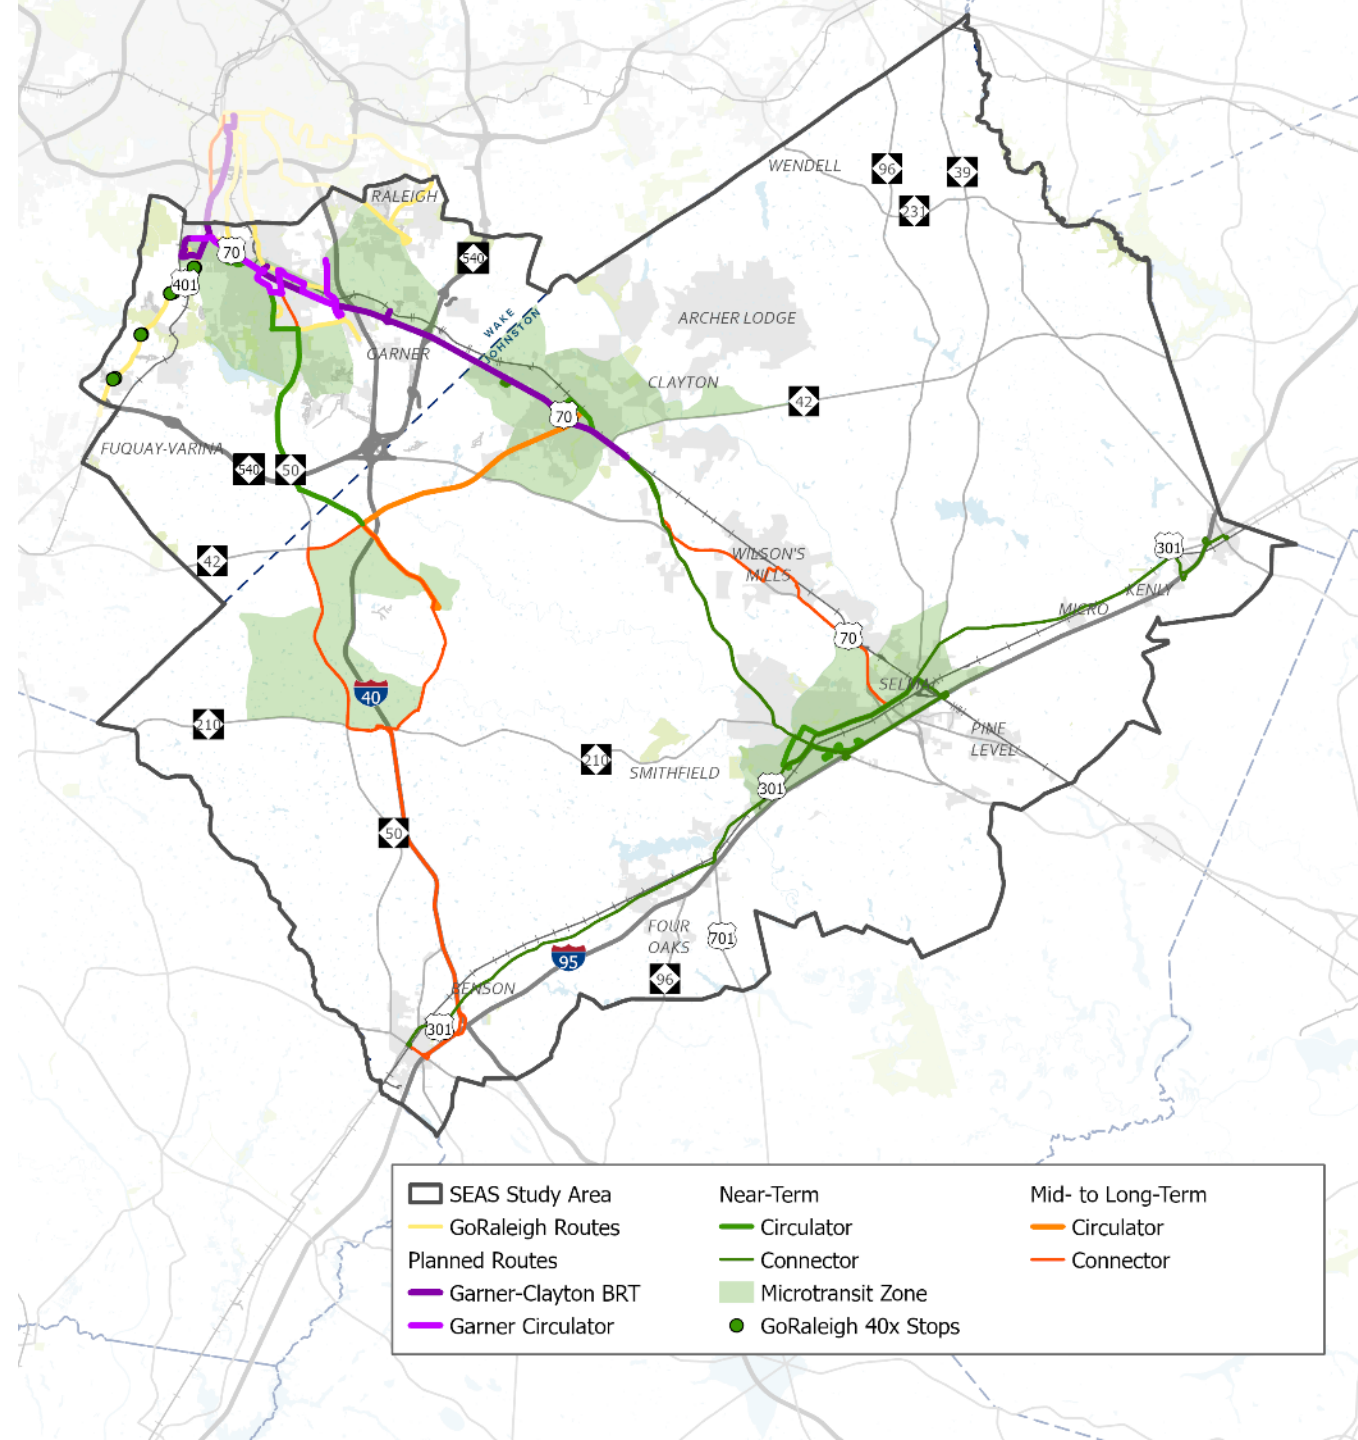 WENDELL
96
39
RALEIGH
231
70
540
401
WAKE
JOHNSTON
ARCHER LODGE
GARNER
CLAYTON
42
70
FUQUAY-VARINA
540
50
301
42
WILSON'S
MILLS
KENLY
MICRO
70
SELMA
40
210
PINE
LEVEL
210
SMITHFIELD
301
50
FOUR
OAKS
701
95
96
BENSON
301
SEAS Study Area
GoRaleigh Routes
Planned Routes
Garner-Clayton BRT
Garner Circulator
Near-Term
Circulator
Connector
Microtransit Zone
GoRaleigh 40x Stops
Mid- to Long-Term
Circulator
Connector